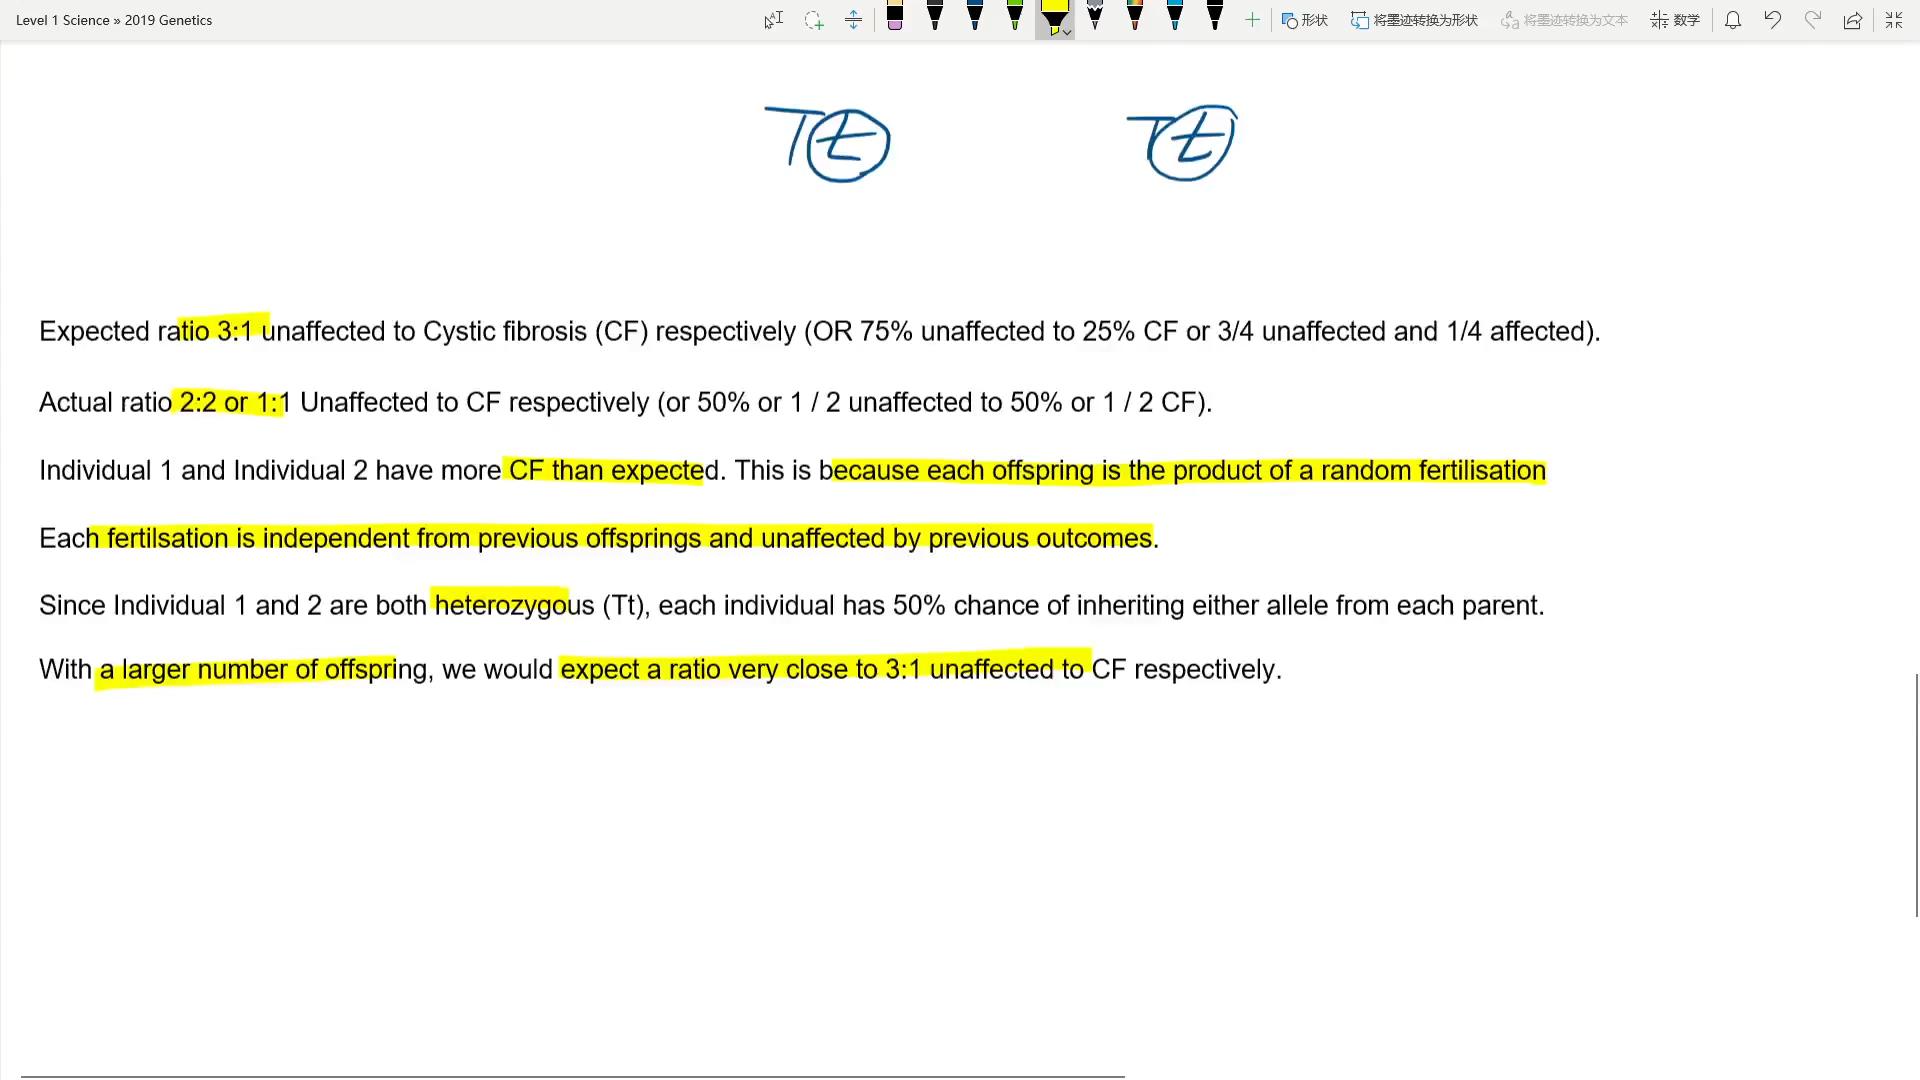 Level 1 Science » 2019 Genetics
形状
将墨迹转换为形状
将墨迹转换为文本
数学
Tt Tt
Expected ratio 3:1 unaffected to Cystic fibrosis (CF) respectively (OR 75% unaffected to 25% CF or 3/4 unaffected and 1/4 affected).
Actual ratio 2:2 or 1:1 Unaffected to CF respectively (or 50% or 1 / 2 unaffected to 50% or 1 / 2 CF).
Individual 1 and Individual 2 have more CF than expected. This is because each offspring is the product of a random fertilisation
Each fertilsation is independent from previous offsprings and unaffected by previous outcomes.
Since Individual 1 and 2 are both heterozygous (Tt), each individual has 50% chance of inheriting either allele from each parent.
With a larger number of offspring, we would expect a ratio very close to 3:1 unaffected to CF respectively.